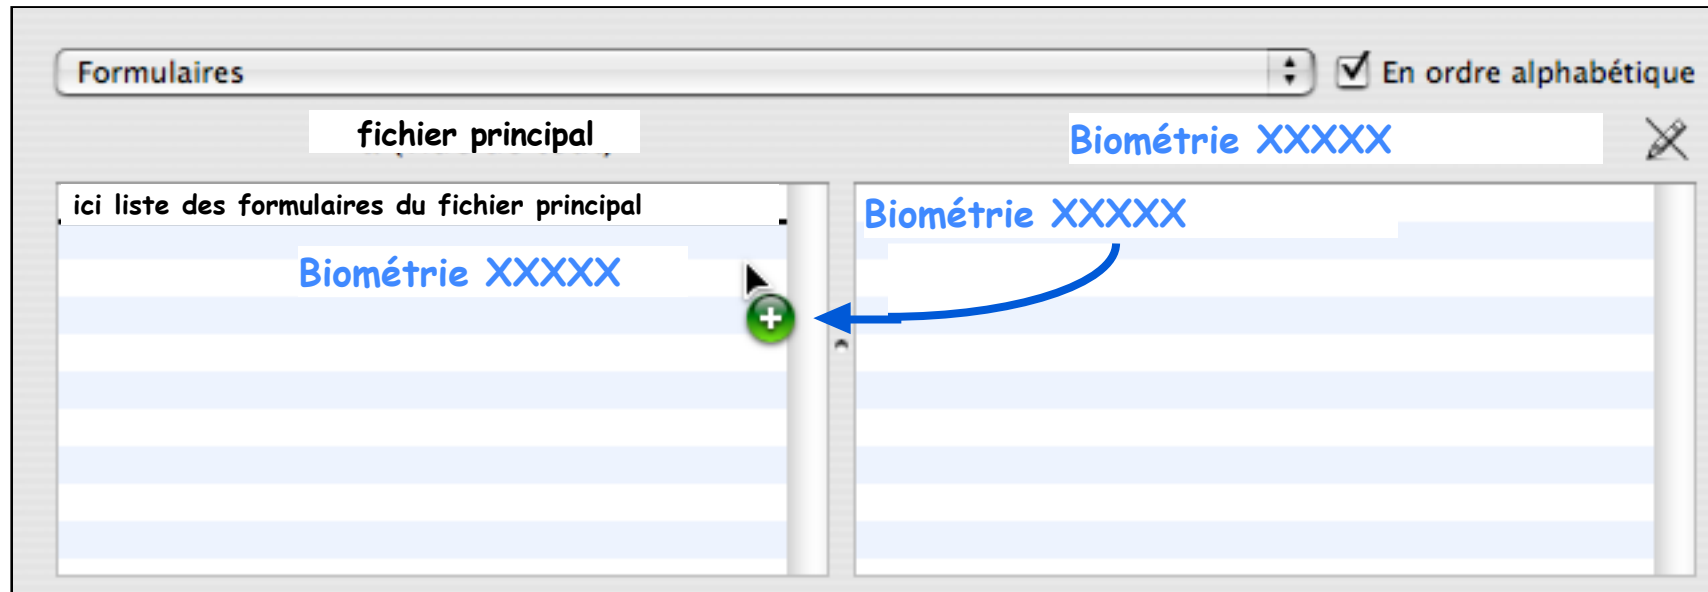 Formulaires
En ordre alphabétique
fichier principal
Biométrie XXXXX
ici liste des formulaires du fichier principal
Biométrie XXXXX
Biométrie XXXXX